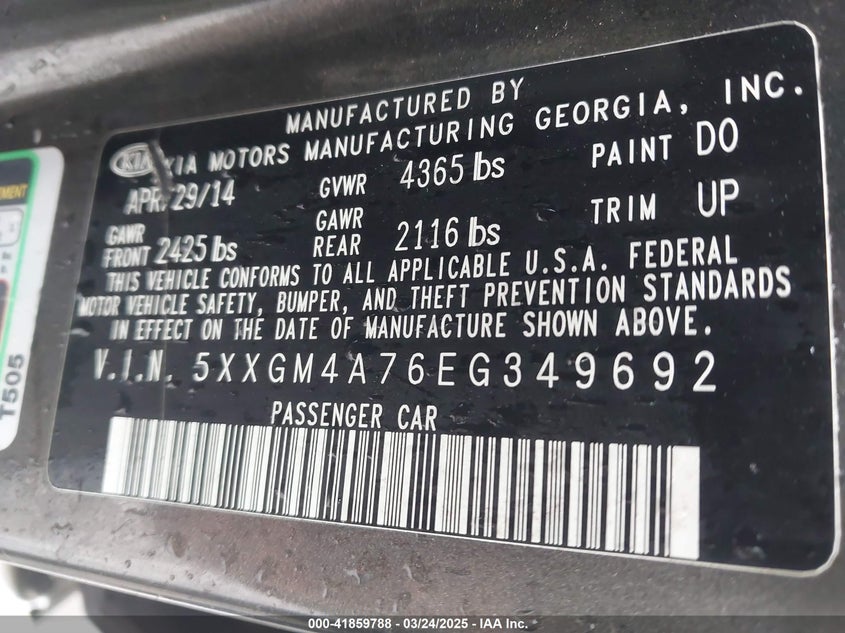 MANUFACTURED BY
KIA KIA MOTORS MANUFACTURING GEORGIA, INC.
APR/29/14 GVWR 4365 lbs PAINT DO
GAWR FRONT 2425 lbs GAWR REAR 2116 lbs TRIM UP
THIS VEHICLE CONFORMS TO ALL APPLICABLE U.S.A. FEDERAL
MOTOR VEHICLE SAFETY, BUMPER, AND THEFT PREVENTION STANDARDS
IN EFFECT ON THE DATE OF MANUFACTURE SHOWN ABOVE.
V.I.N. 5XXGM4A76EG349692
PASSENGER CAR
T505
000-41859788 - 03/24/2025 - IAA Inc.